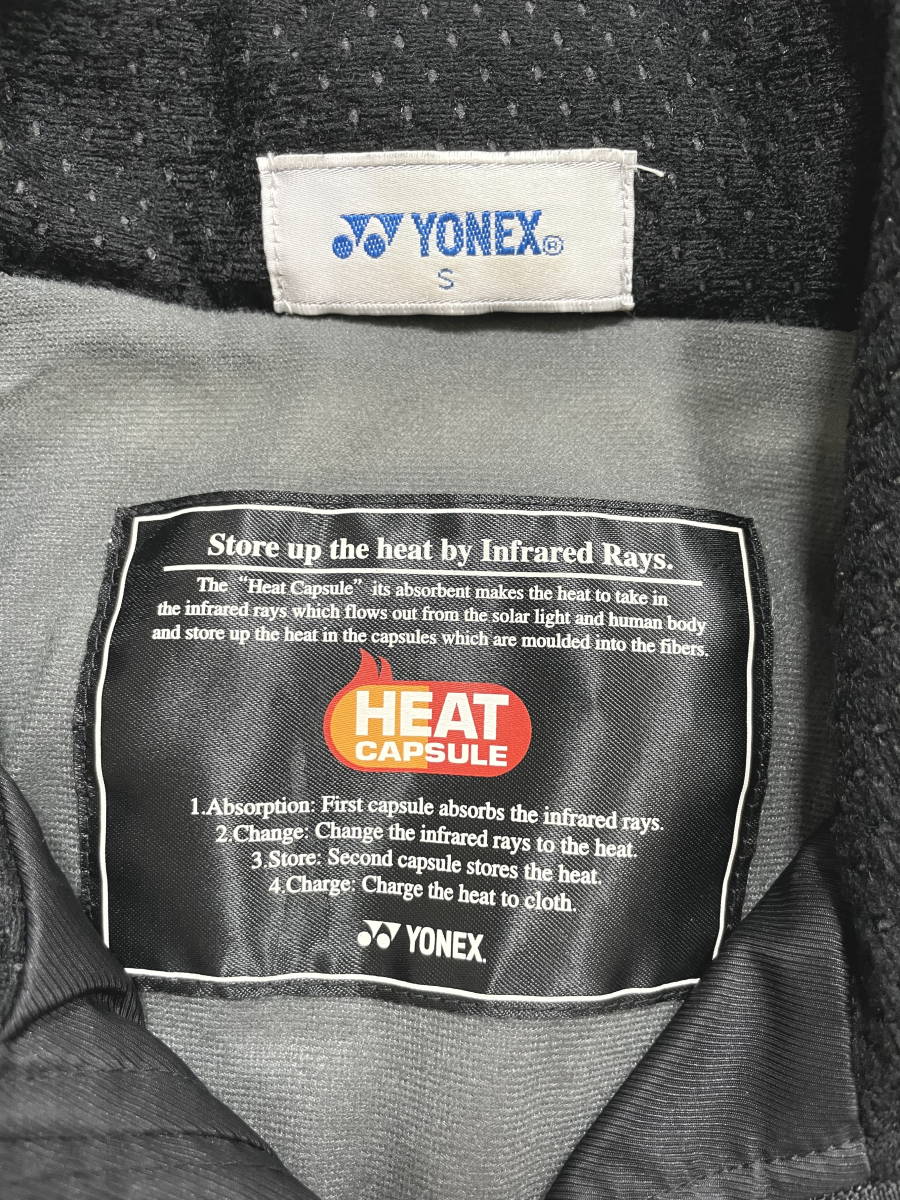 YONEX®
S
Store up the heat by Infrared Rays.
The “Heat Capsule” its absorbent makes the heat to take in
the infrared rays which flows out from the solar light and human body
and store up the heat in the capsules which are moulded into the fibers.
HEAT
CAPSULE
1.Absorption: First capsule absorbs the infrared rays.
2.Change: Change the infrared rays to the heat.
3.Store: Second capsule stores the heat.
4.Charge: Charge the heat to cloth.
YONEX.